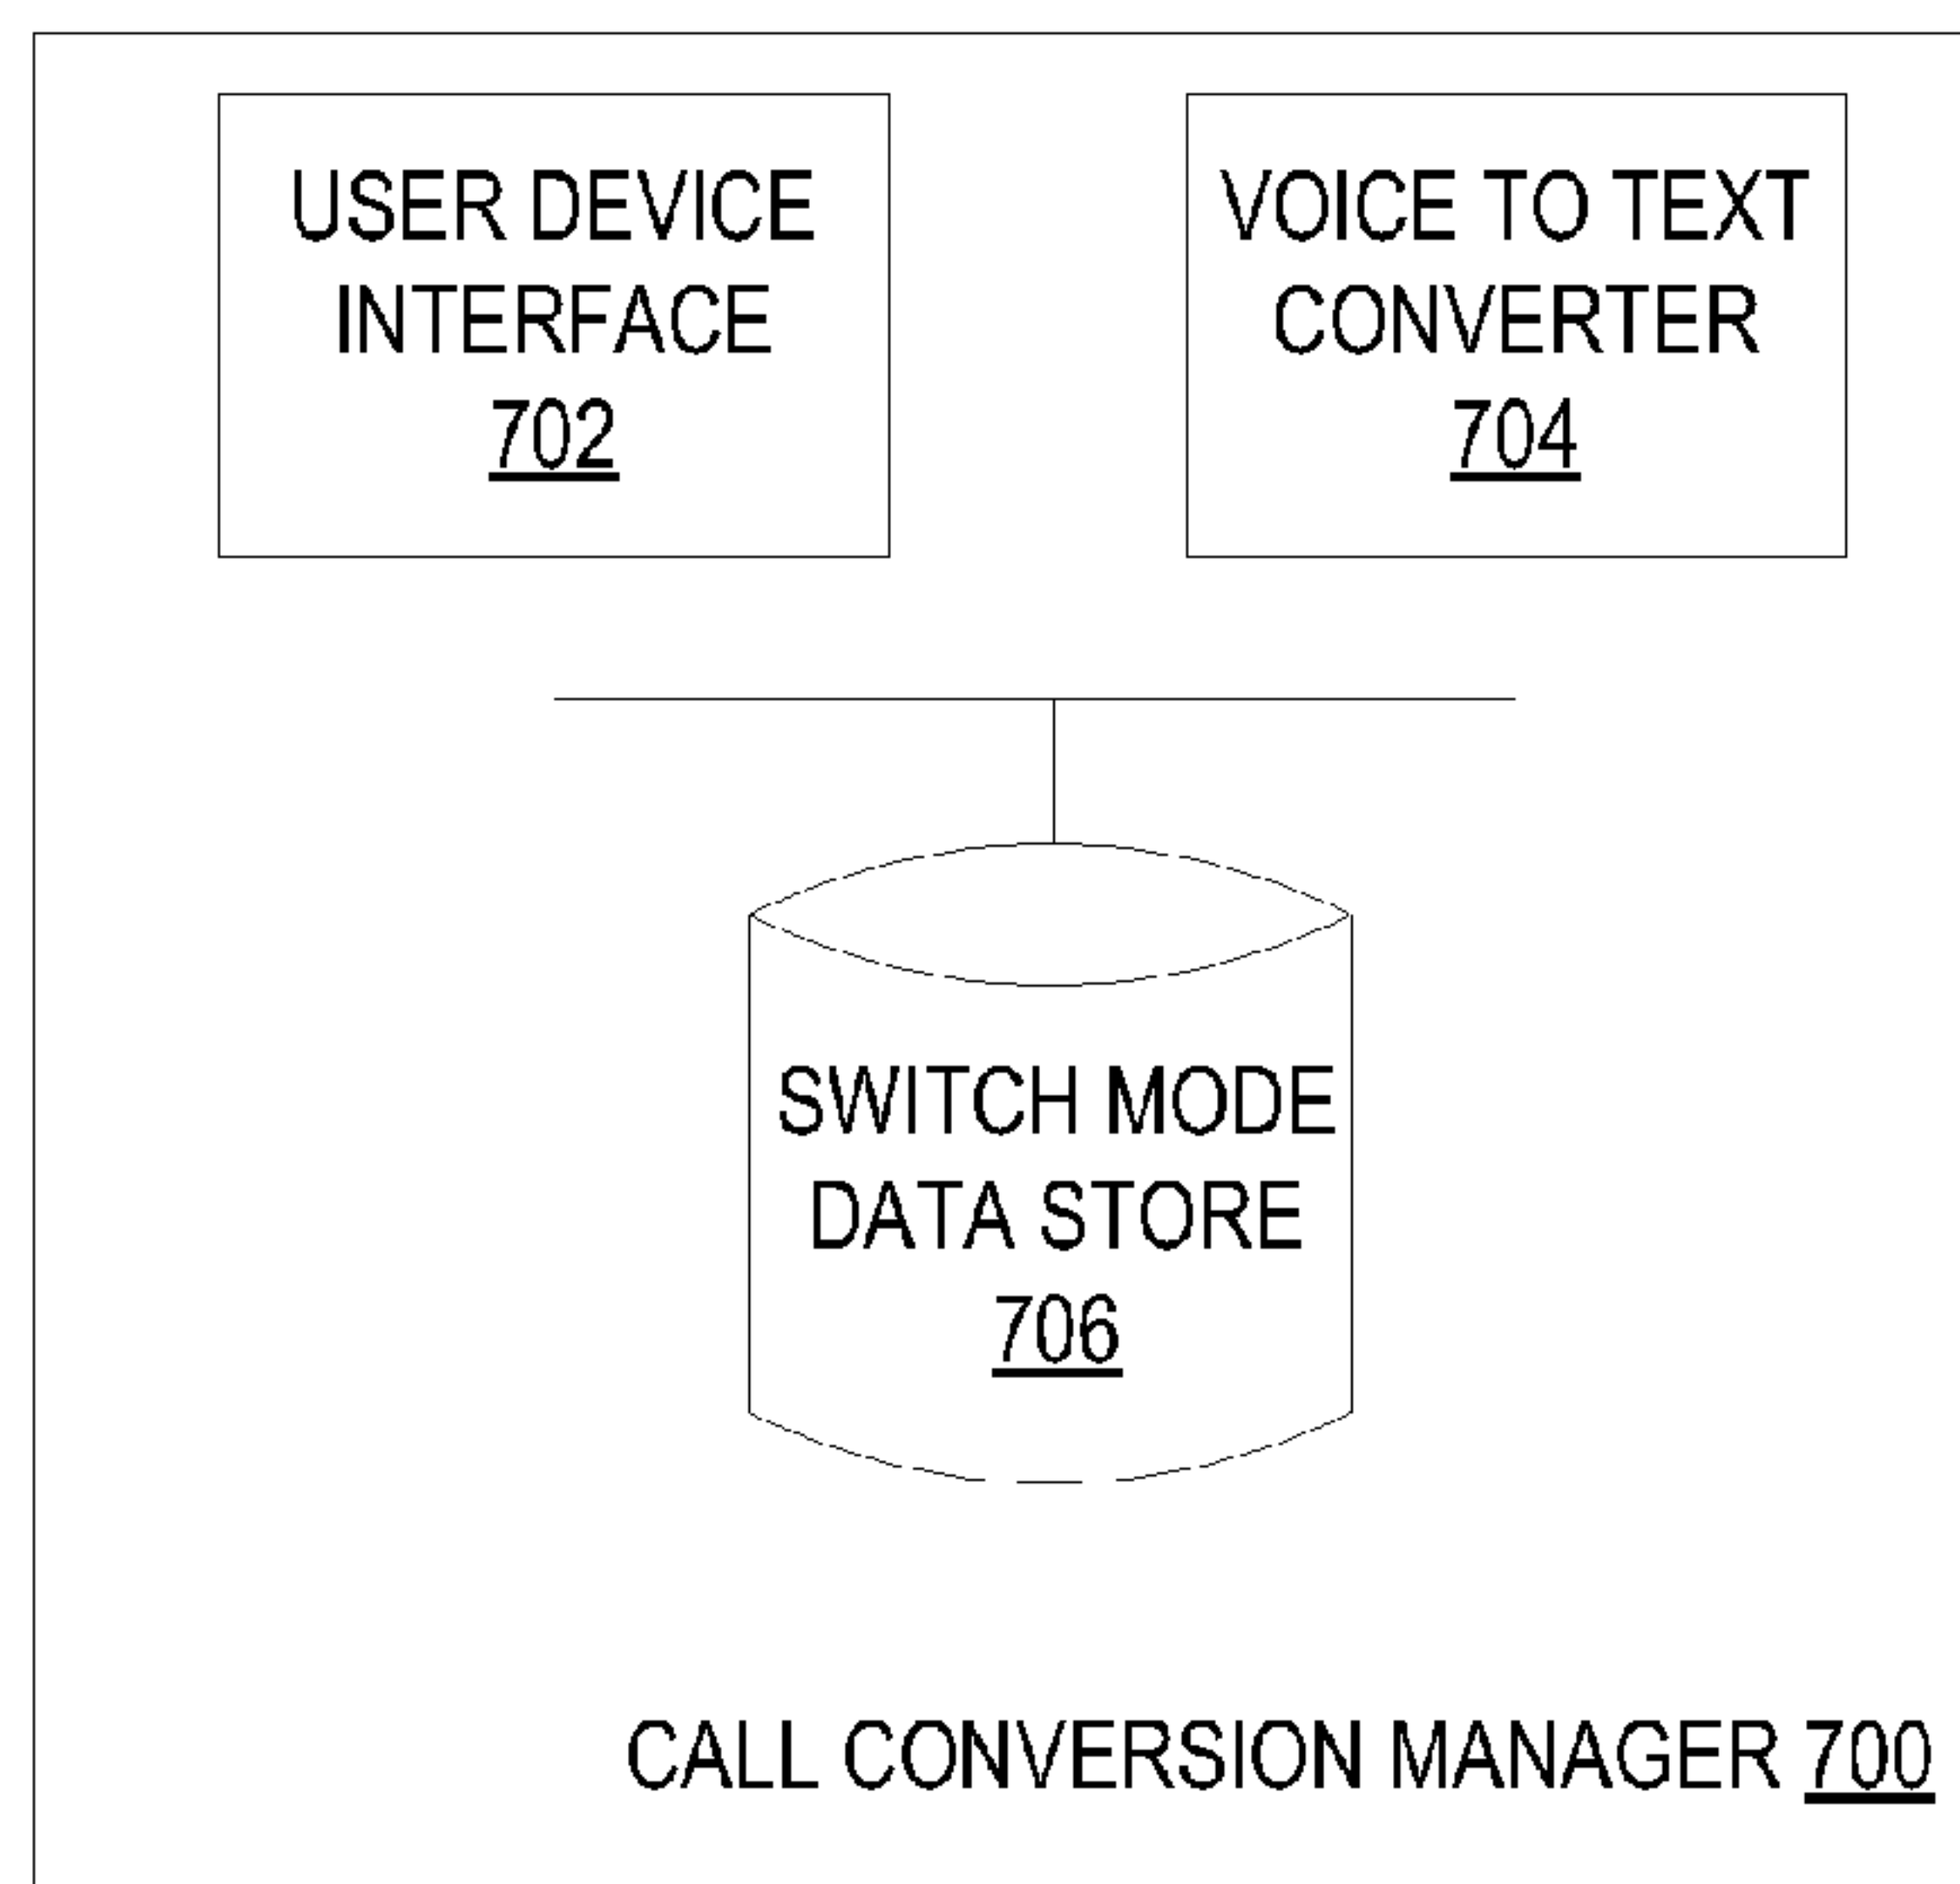 USER DEVICE
INTERFACE
702
VOICE TO TEXT
CONVERTER
704
SWITCH MODE
DATA STORE
706
CALL CONVERSION MANAGER 700